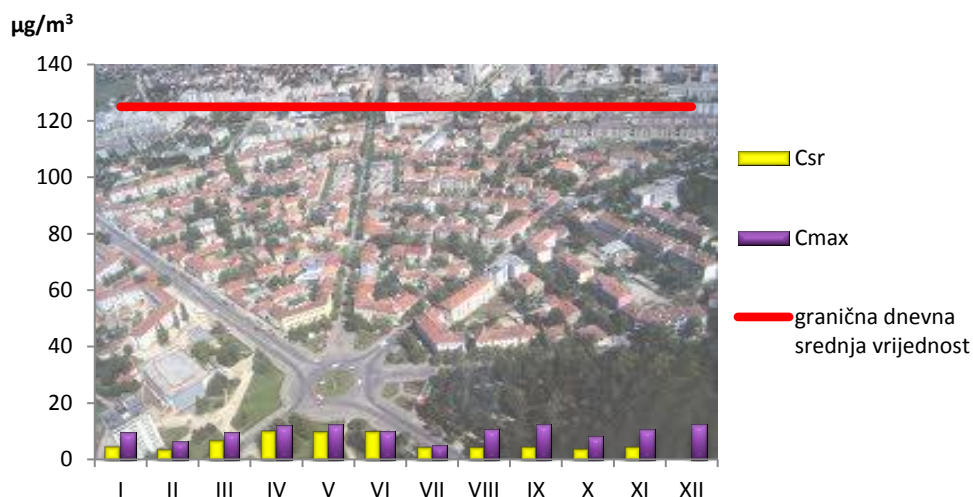 µg/m³
140
120
100
80
60
40
20
0
I II III IV V VI VII VIII IX X XI XII
Csr
Cmax
granična dnevna
srednja vrijednost